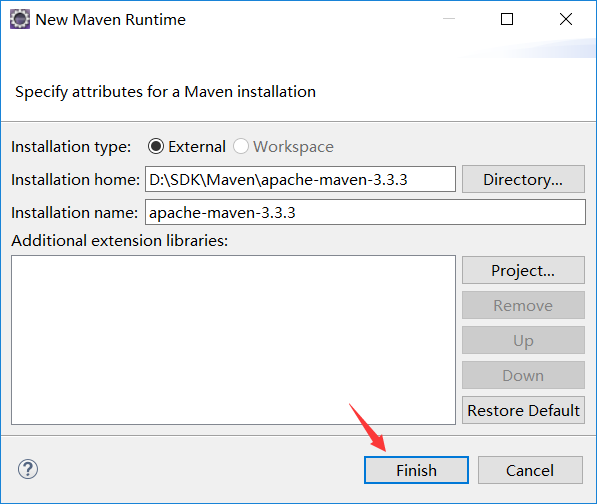 New Maven Runtime
Specify attributes for a Maven installation
Installation type: External Workspace
Installation home: D:\SDK\Maven\apache-maven-3.3.3 Directory...
Installation name: apache-maven-3.3.3
Additional extension libraries:
Project...
Remove
Up
Down
Restore Default
? Finish Cancel